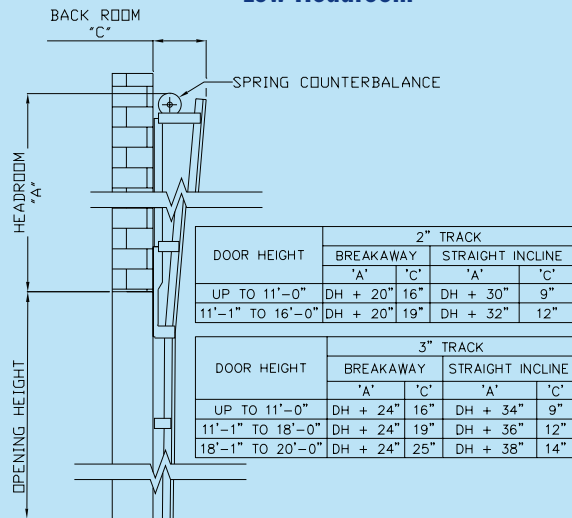 BACK ROOM
"C"
SPRING COUNTERBALANCE
HEADROOM
"A"
OPENING HEIGHT
DOOR HEIGHT
2" TRACK
BREAKAWAY STRAIGHT INCLINE
'A' 'C' 'A' 'C'
UP TO 11'-0" DH + 20" 16" DH + 30" 9"
11'-1" TO 16'-0" DH + 20" 19" DH + 32" 12"
DOOR HEIGHT
3" TRACK
BREAKAWAY STRAIGHT INCLINE
'A' 'C' 'A' 'C'
UP TO 11'-0" DH + 24" 16" DH + 34" 9"
11'-1" TO 18'-0" DH + 24" 19" DH + 36" 12"
18'-1" TO 20'-0" DH + 24" 25" DH + 38" 14"